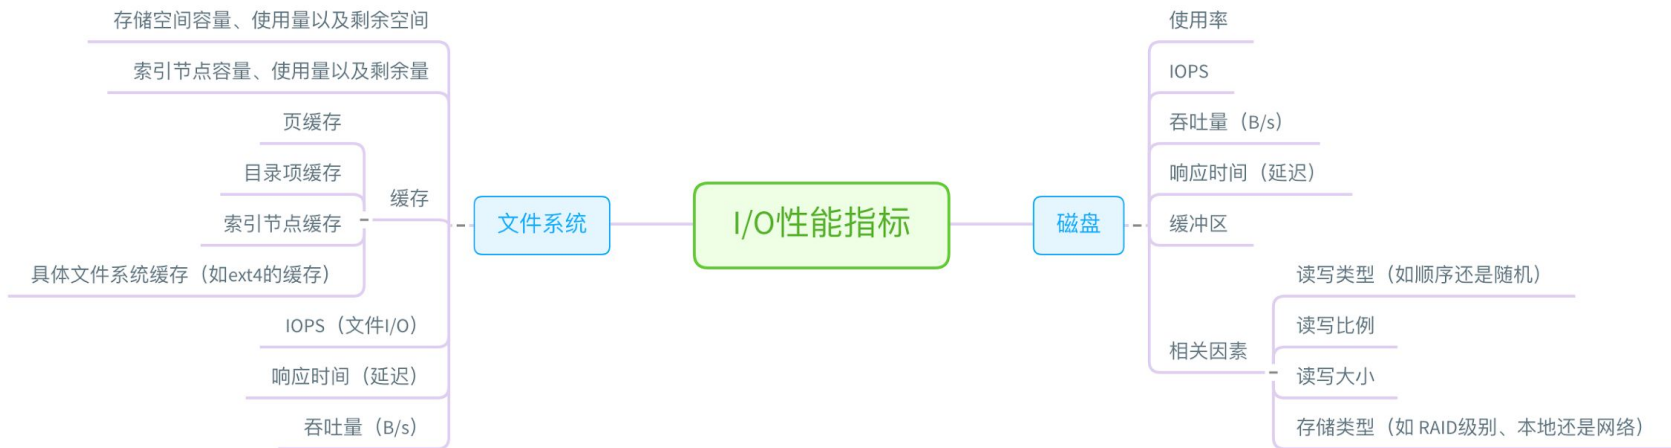 存储空间容量、使用量以及剩余空间
索引节点容量、使用量以及剩余量
页缓存
目录项缓存
索引节点缓存
具体文件系统缓存（如ext4的缓存）
缓存
IOPS（文件I/O）
响应时间（延迟）
吞吐量（B/s）
文件系统
I/O性能指标
磁盘
使用率
IOPS
吞吐量（B/s）
响应时间（延迟）
缓冲区
相关因素
读写类型（如顺序还是随机）
读写比例
读写大小
存储类型（如 RAID级别、本地还是网络）